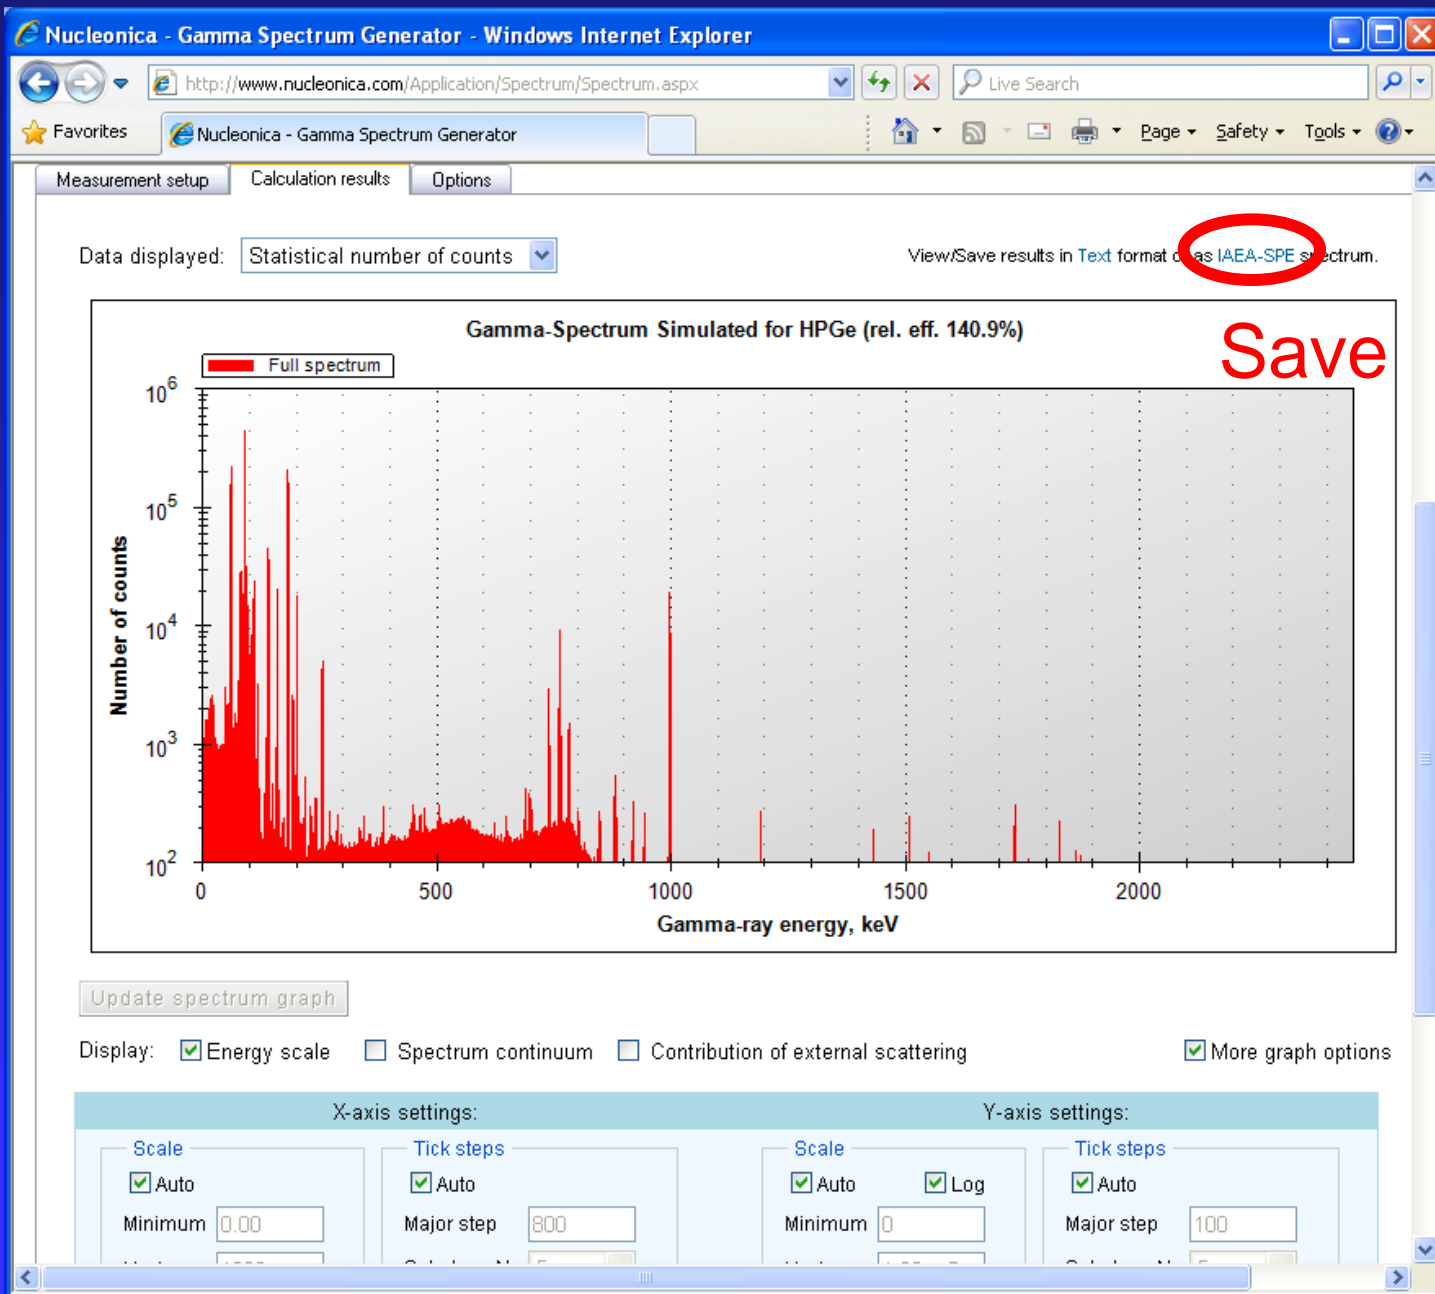 Nucleonica - Gamma Spectrum Generator - Windows Internet Explorer
http://www.nucleonica.com/Application/Spectrum/Spectrum.aspx
Live Search
Favorites
Nucleonica - Gamma Spectrum Generator
Page
Safety
Tools
Measurement setup
Calculation results
Options
Data displayed:
Statistical number of counts
View/Save results in Text format or as IAEA-SPE spectrum.
Save
Gamma-Spectrum Simulated for HPGe (rel. eff. 140.9%)
Full spectrum
Number of counts
10^6
10^5
10^4
10^3
10^2
0 500 1000 1500 2000
Gamma-ray energy, keV
Update spectrum graph
Display: Energy scale Spectrum continuum Contribution of external scattering More graph options
X-axis settings: Y-axis settings:
Scale Tick steps Scale Tick steps
Auto Auto Auto Log Auto
Minimum 0.00 Major step 800 Minimum 0 Major step 100